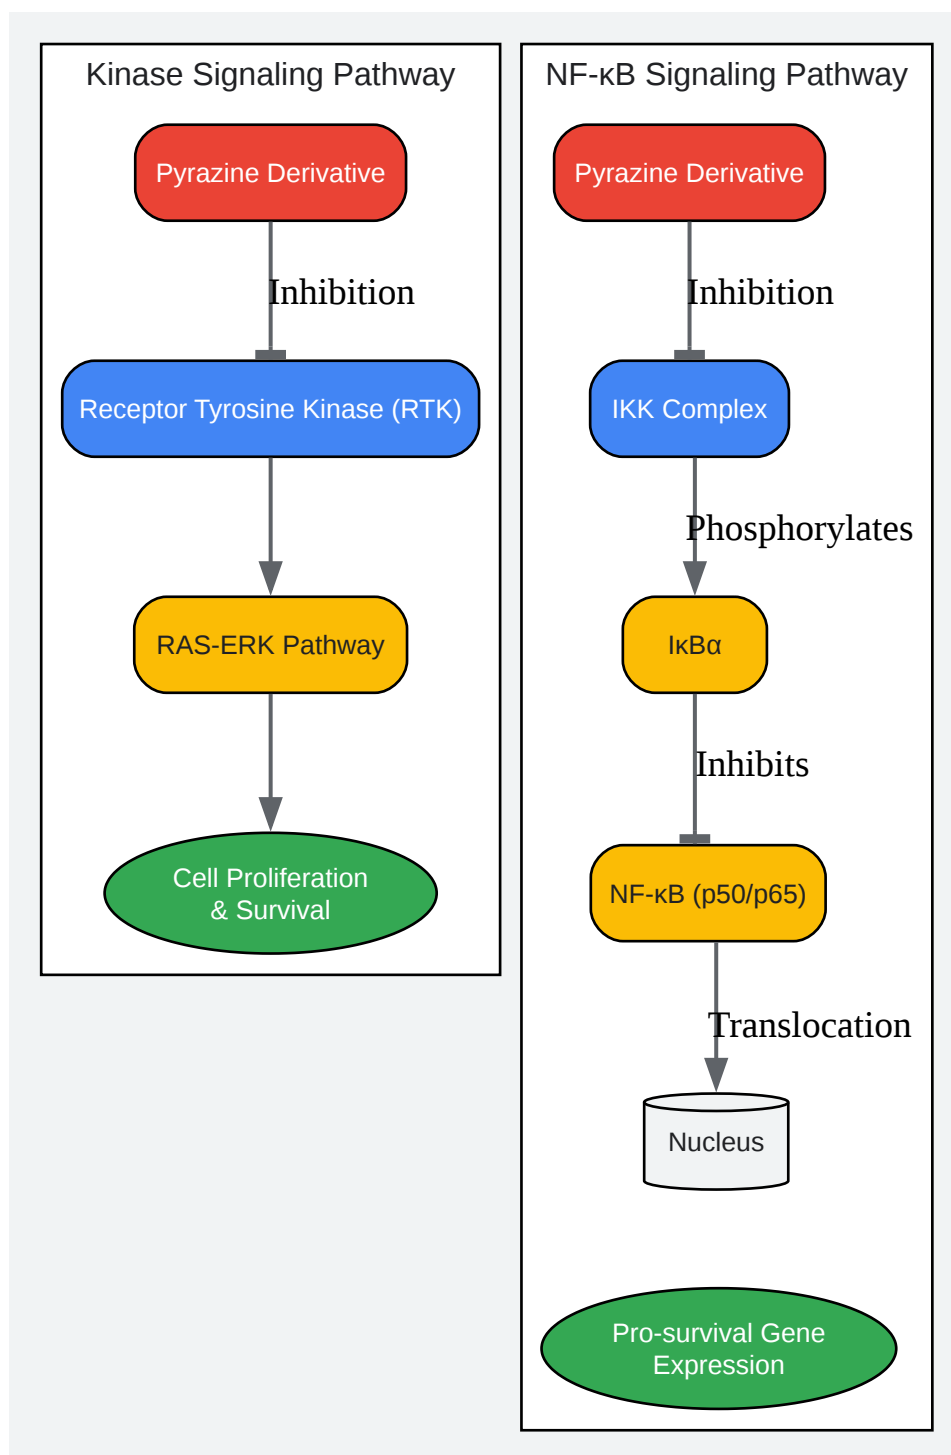 Kinase Signaling Pathway
Pyrazine Derivative
Inhibition
Receptor Tyrosine Kinase (RTK)
RAS-ERK Pathway
Cell Proliferation
& Survival
NF-κB Signaling Pathway
Pyrazine Derivative
Inhibition
IKK Complex
Phosphorylates
IκBα
Inhibits
NF-κB (p50/p65)
Translocation
Nucleus
Pro-survival Gene
Expression